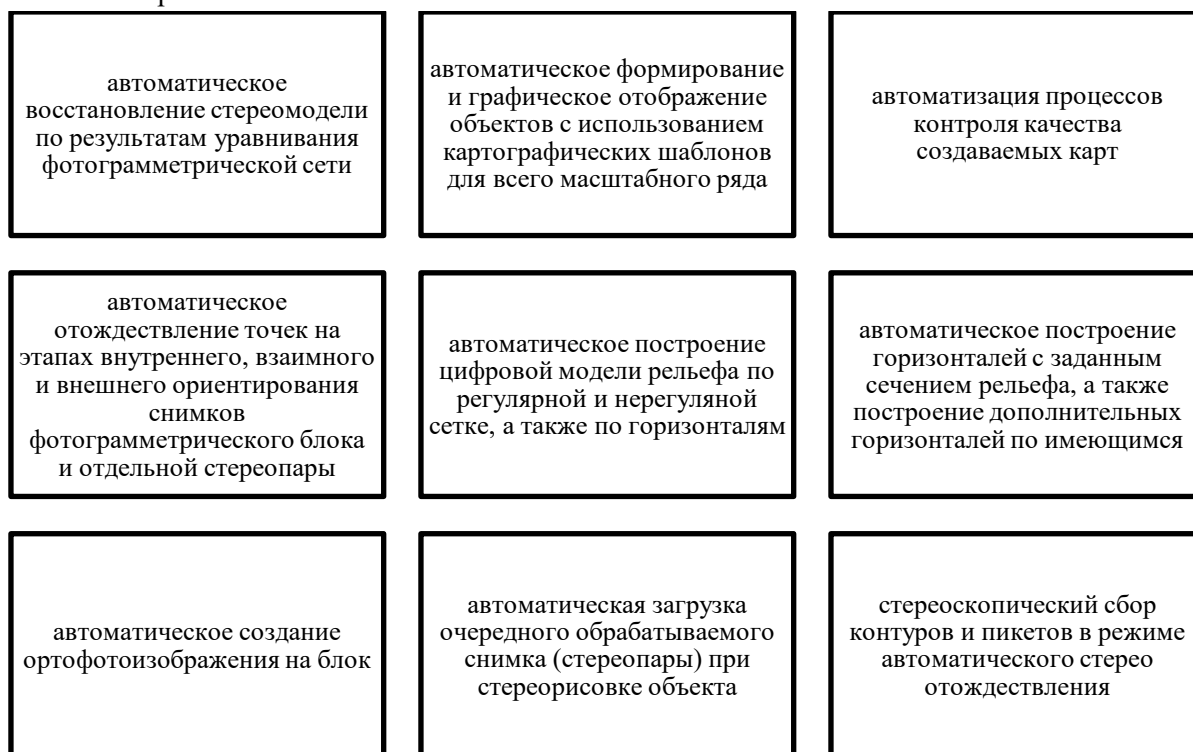 автоматическое
восстановление стереомодели
по результатам уравнивания
фотограмметрической сети
автоматическое формирование
и графическое отображение
объектов с использованием
картографических шаблонов
для всего масштабного ряда
автоматизация процессов
контроля качества
создаваемых карт
автоматическое
отождествление точек на
этапах внутреннего, взаимного
и внешнего ориентирования
снимков
фотограмметрического блока
и отдельной стереопары
автоматическое построение
цифровой модели рельефа по
регулярной и нерегуляной
сетке, а также по горизонталям
автоматическое построение
горизонталей с заданным
сечением рельефа, а также
построение дополнительных
горизонталей по имеющимся
автоматическое создание
ортофотоизображения на блок
автоматическая загрузка
очередного обрабатываемого
снимка (стереопары) при
стереорисовке объекта
стереоскопический сбор
контуров и пикетов в режиме
автоматического стерео
отождествления